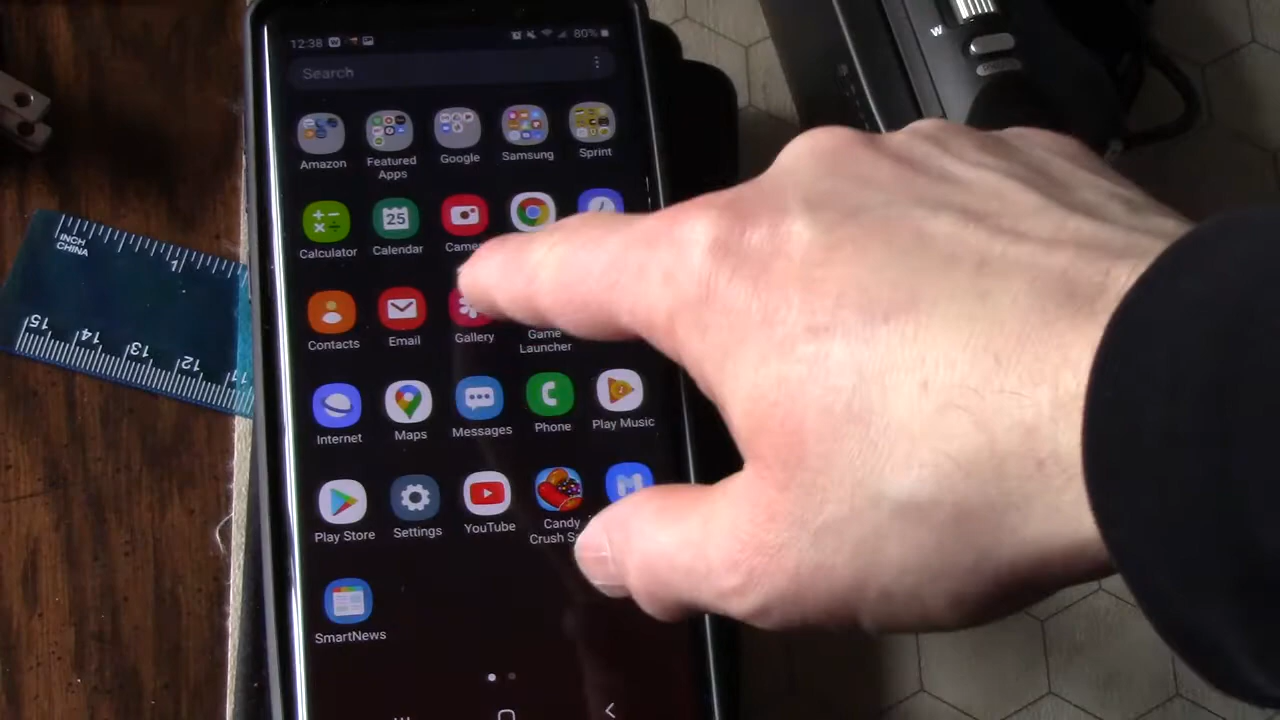 12:38
80%
Search
Amazon
Featured
Apps
Google
Samsung
Sprint
Calculator
Calendar
25
Came
Contacts
Email
Gallery
Game
Launcher
Internet
Maps
Messages
Phone
Play Music
Play Store
Settings
YouTube
Candy
Crush S
SmartNews
INCH
CHINA
1
15
14
13
12
11
W